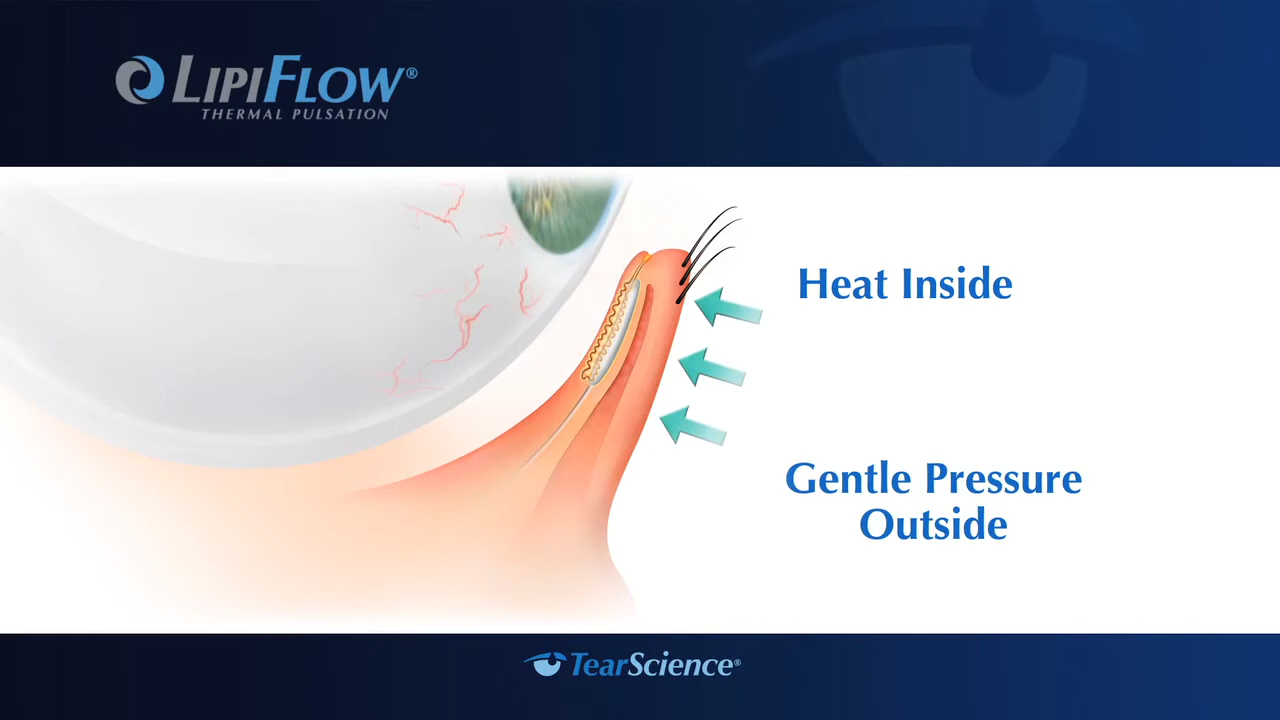 LIPIFLOW®
THERMAL PULSATION
Heat Inside
Gentle Pressure
Outside
TearScience®